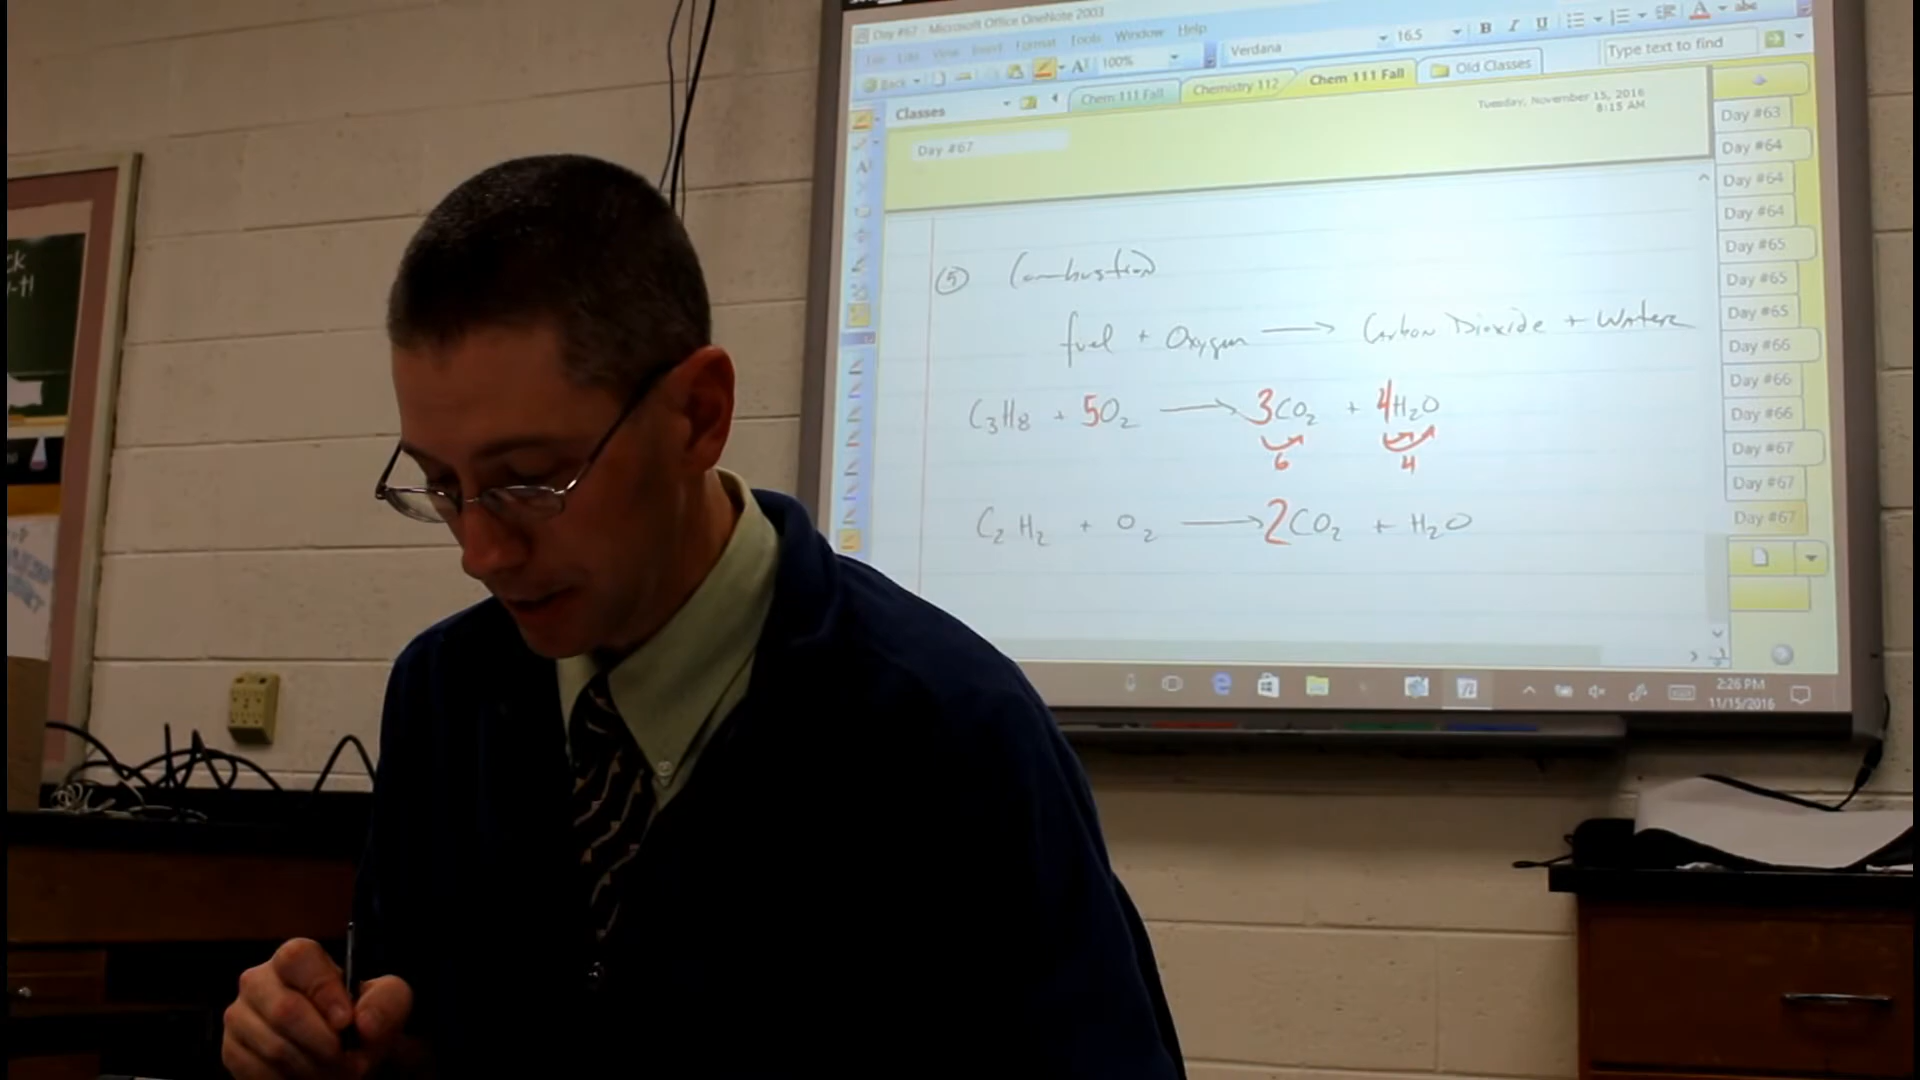 Day #67 - Microsoft Office OneNote 2003
File Edit View Insert Format Tools Window Help
Back 100% Verdana 16.5 B I U A abc
Type text to find
Classes Chem 111 Fall Chemistry 112 Chem 111 Fall Old Classes
Tuesday, November 15, 2016
8:15 AM
Day #67
Day #63
Day #64
Day #64
Day #64
Day #65
Day #65
Day #65
Day #66
Day #66
Day #66
Day #67
Day #67
Day #67
5 Combustion
fuel + Oxygen → Carbon Dioxide + Water
C3H8 + 5O2 → 3CO2 + 4H2O
6 4
C2H2 + O2 → 2CO2 + H2O
2:26 PM
11/15/2016